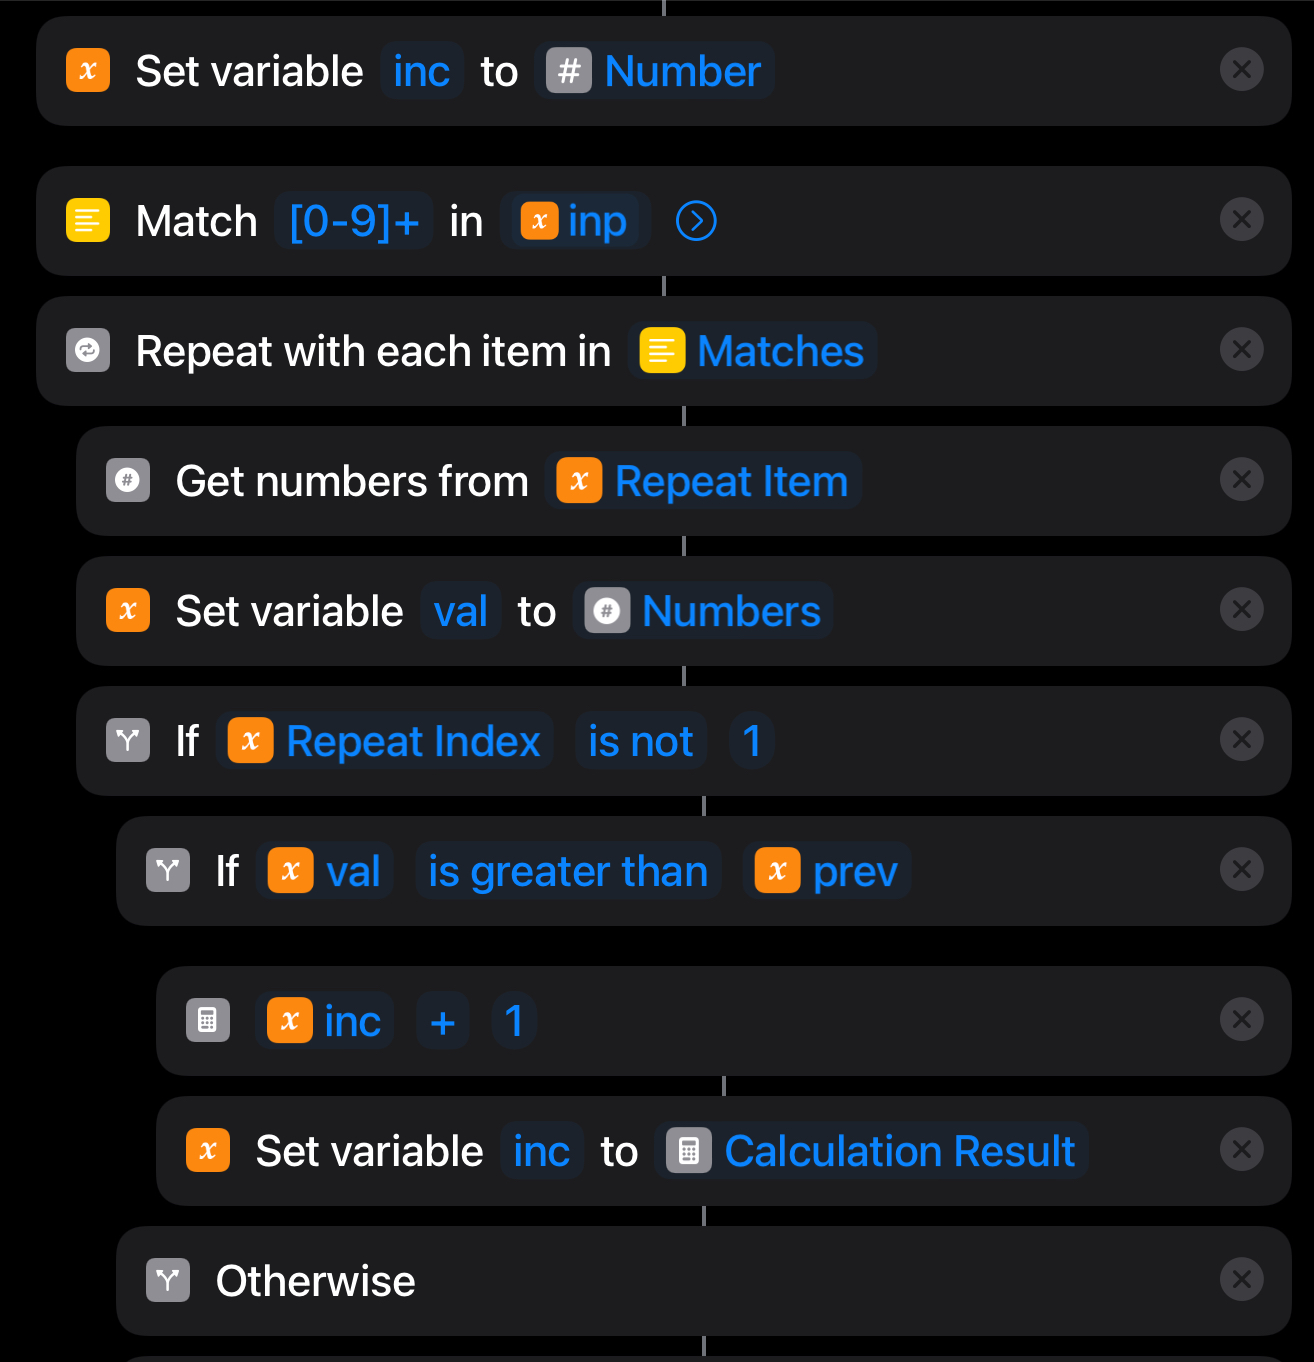 Set variable inc to # Number
Match [0-9]+ in x inp
Repeat with each item in Matches
Get numbers from x Repeat Item
x Set variable val to # Numbers
If x Repeat Index is not 1
If x val is greater than x prev
x inc + 1
x Set variable inc to Calculation Result
Otherwise